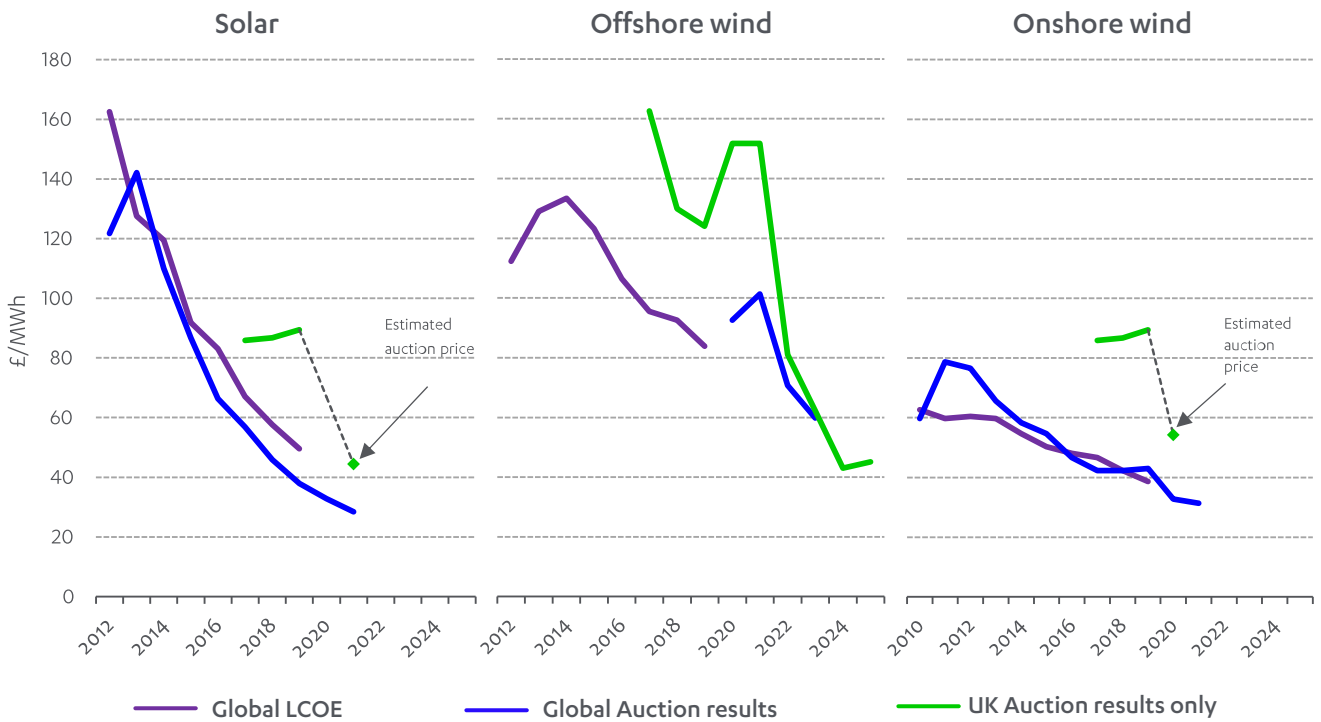 Solar
Offshore wind
Onshore wind
£/MWh
180
160
140
120
100
80
60
40
20
0
Estimated
auction price
Estimated
auction
price
2012 2014 2016 2018 2020 2022 2024
2012 2014 2016 2018 2020 2022 2024
2010 2012 2014 2016 2018 2020 2022 2024
Global LCOE
Global Auction results
UK Auction results only